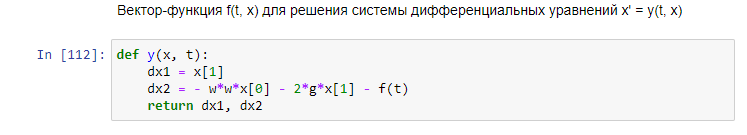 Вектор-функция f(t, x) для решения системы дифференциальных уравнений x' = y(t, x)
In [112]: def y(x, t):
dx1 = x[1]
dx2 = - w*w*x[0] - 2*g*x[1] - f(t)
return dx1, dx2